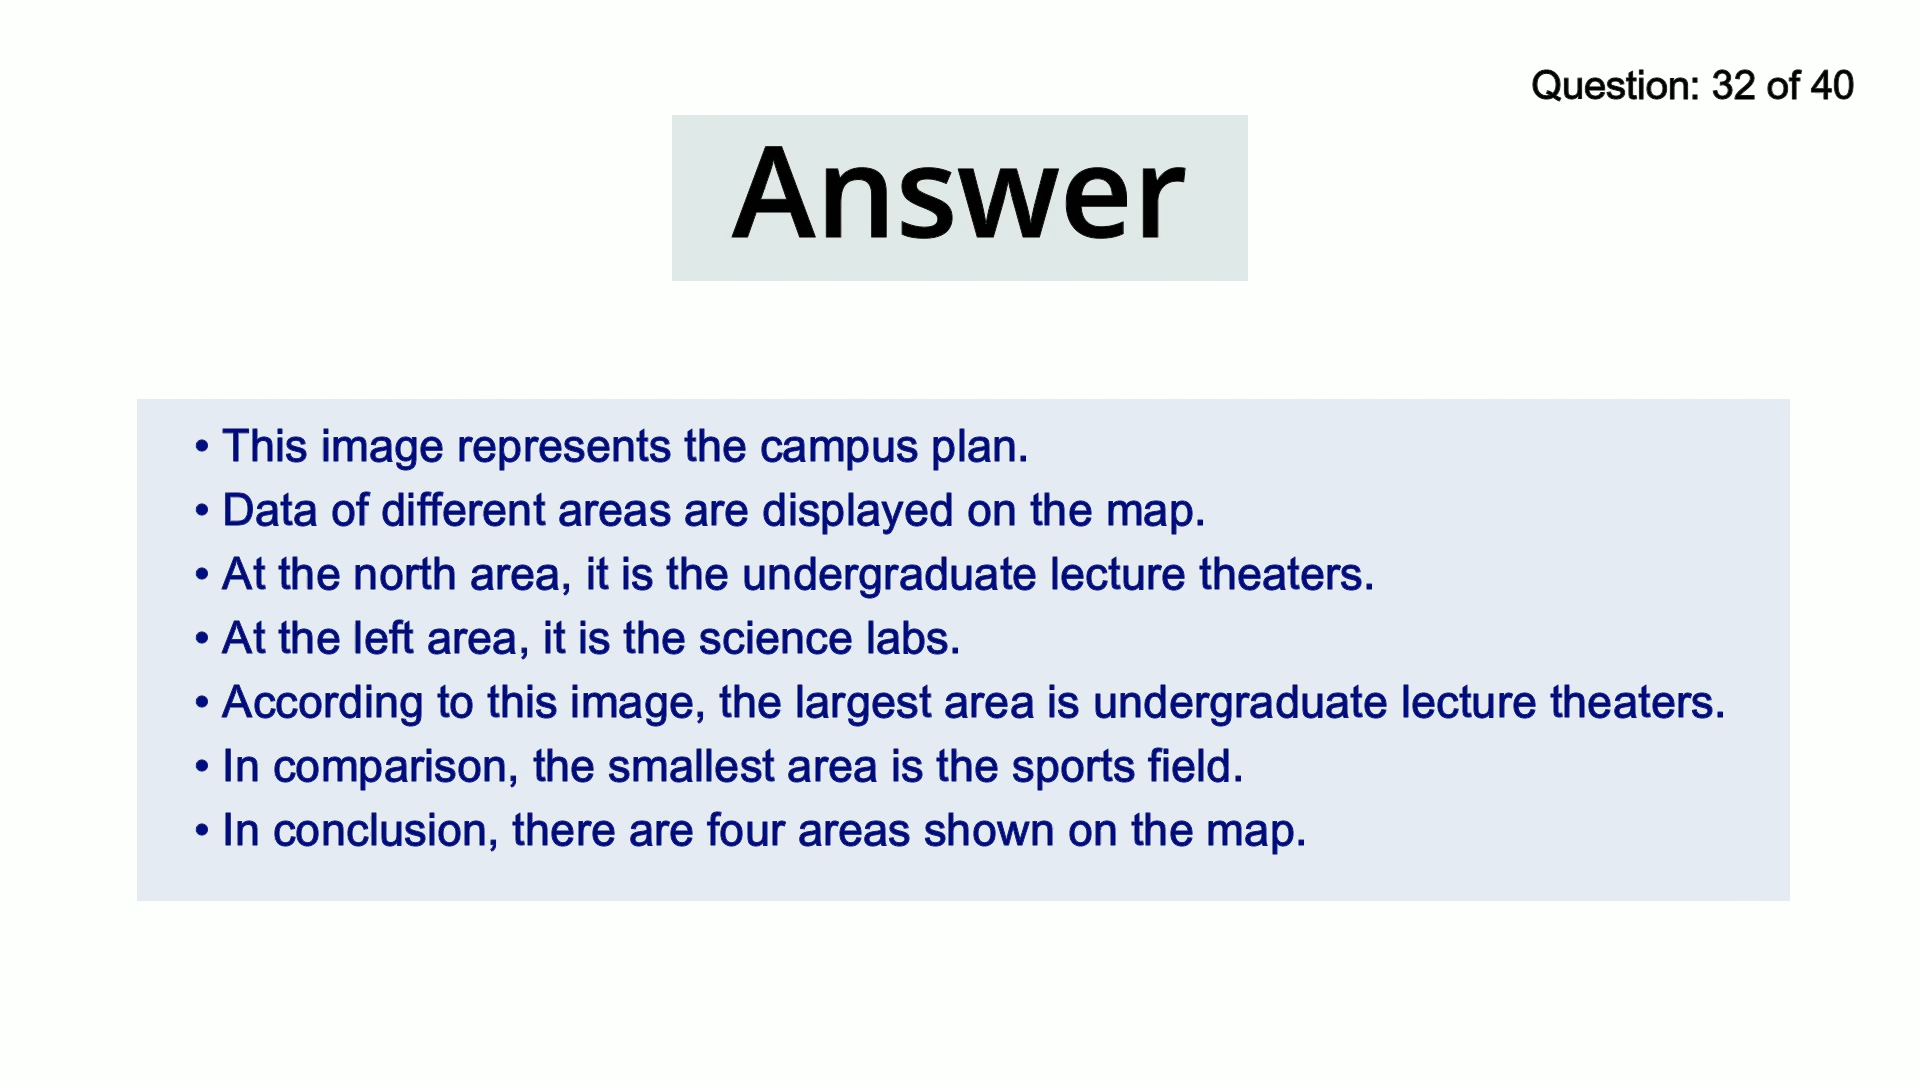 Question: 32 of 40
Answer
• This image represents the campus plan.
• Data of different areas are displayed on the map.
• At the north area, it is the undergraduate lecture theaters.
• At the left area, it is the science labs.
• According to this image, the largest area is undergraduate lecture theaters.
• In comparison, the smallest area is the sports field.
• In conclusion, there are four areas shown on the map.